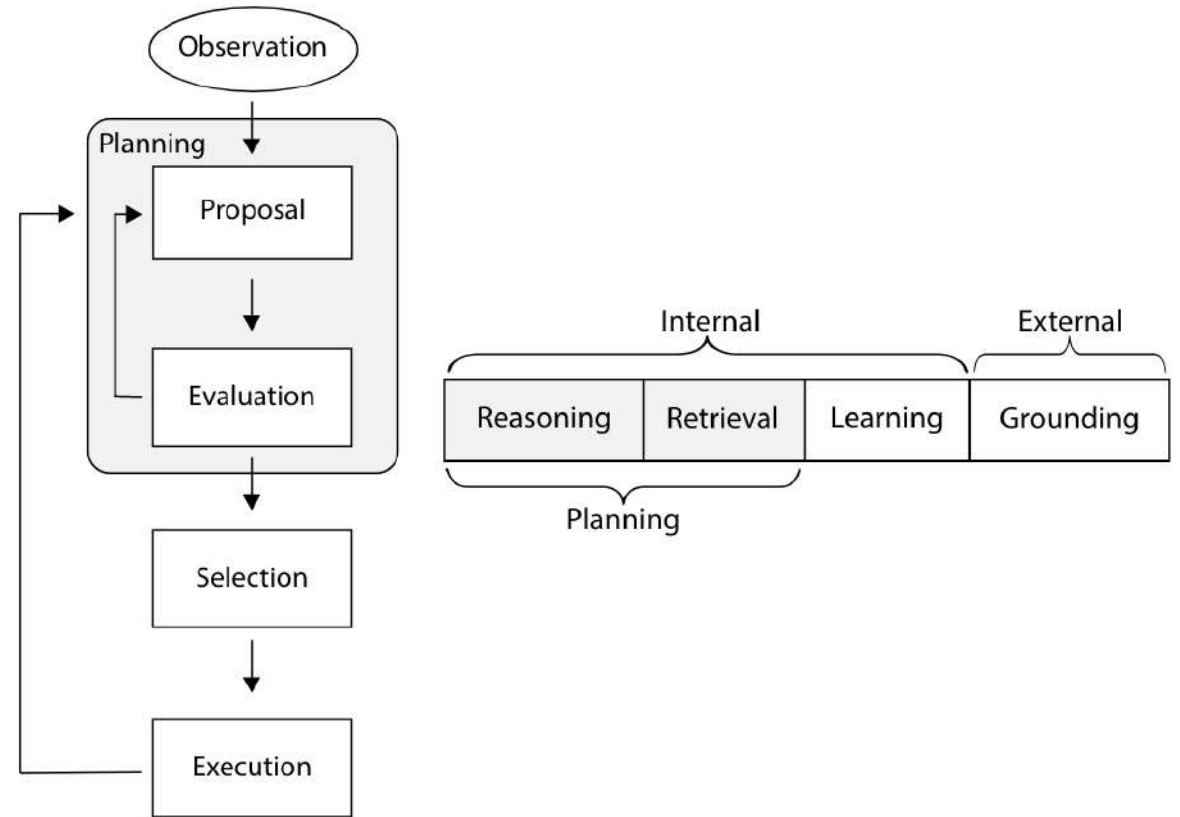 Observation
Planning
Proposal
Evaluation
Selection
Execution
Internal
External
Reasoning
Retrieval
Learning
Grounding
Planning